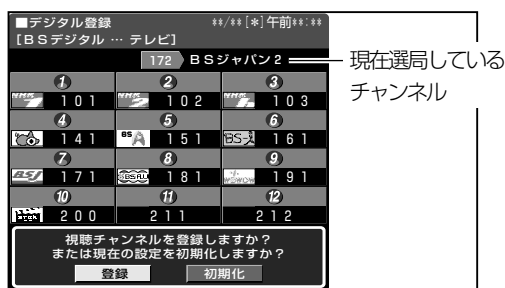 ■デジタル登録 **/**[*]午前**:**
[BSデジタル … テレビ]
172 BSジャパン2
現在選局している
チャンネル
1 2 3
101 102 103
4 5 6
141 BSA 151 BS-i 161
7 8 9
BSJ 171 181 191
10 11 12
200 211 212
視聴チャンネルを登録しますか?
または現在の設定を初期化しますか?
登録 初期化